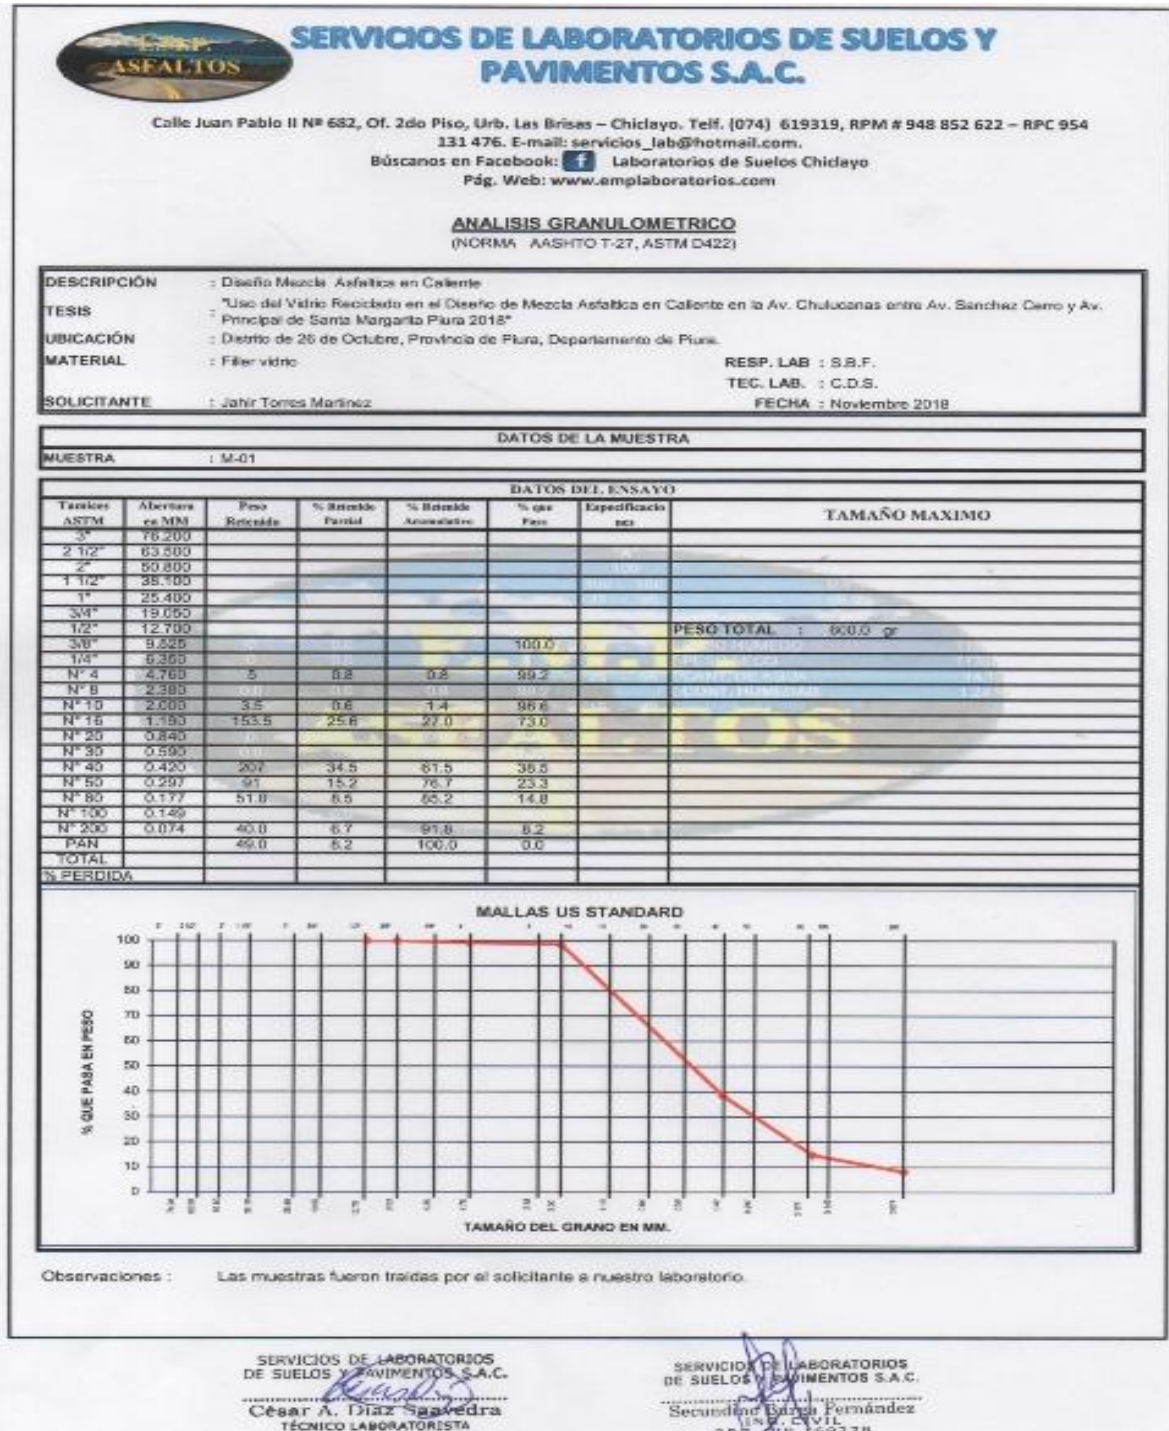 ASFALTOS
SERVICIOS DE LABORATORIOS DE SUELOS Y
PAVIMENTOS S.A.C.
Calle Juan Pablo II Nº 682, Of. 2do Piso, Urb. Las Brisas – Chiclayo. Telf. (074) 619319, RPM # 948 852 622 – RPC 954
131 476. E-mail: servicios_lab@hotmail.com.
Búscanos en Facebook: f Laboratorios de Suelos Chiclayo
Pág. Web: www.emplaboratorios.com
ANALISIS GRANULOMETRICO
(NORMA AASHTO T-27, ASTM D422)
DESCRIPCIÓN : Diseño Mezcla Asfaltica en Caliente
TESIS : "Uso del Vidrio Reciclado en el Diseño de Mezcla Asfaltica en Caliente en la Av. Chulucanas entre Av. Sanchez Cerro y Av.
Principal de Santa Margarita Piura 2018"
UBICACIÓN : Distrito de 26 de Octubre, Provincia de Piura, Departamento de Piura.
MATERIAL : Filler vidrio RESP. LAB : S.B.F.
TEC. LAB. : C.D.S.
SOLICITANTE : Jahir Torres Martinez FECHA : Noviembre 2018
DATOS DE LA MUESTRA
MUESTRA : M-01
DATOS DEL ENSAYO
Tamices Abertura Peso % Retenido % Retenido % que Especificacio TAMAÑO MAXIMO
ASTM en MM Retenido Parcial Acumulativo Pasa nes
3" 76.200
2 1/2" 63.500
2" 50.800
1 1/2" 38.100
1" 25.400
3/4" 19.050
1/2" 12.700 PESO TOTAL : 600.0 gr
3/8" 9.525 100.0
1/4" 6.350
N° 4 4.760 5 0.8 0.8 99.2
N° 8 2.380
N° 10 2.000 3.5 0.6 1.4 98.6
N° 16 1.190 153.5 25.6 27.0 73.0
N° 20 0.840
N° 30 0.590
N° 40 0.420 207 34.5 61.5 38.5
N° 50 0.297 91 15.2 76.7 23.3
N° 80 0.177 51.0 8.5 85.2 14.8
N° 100 0.149
N° 200 0.074 40.0 6.7 91.8 8.2
PAN 49.0 8.2 100.0 0.0
TOTAL
% PERDIDA
MALLAS US STANDARD
100
90
80
70
60
50
40
30
20
10
0
% QUE PASA EN PESO
TAMAÑO DEL GRANO EN MM.
Observaciones : Las muestras fueron traidas por el solicitante a nuestro laboratorio.
SERVICIOS DE LABORATORIOS
DE SUELOS Y PAVIMENTOS S.A.C.
César A. Díaz Saavedra
TÉCNICO LABORATORISTA
SERVICIOS DE LABORATORIOS
DE SUELOS Y PAVIMENTOS S.A.C.
Secundino Burga Fernández
ING. CIVIL